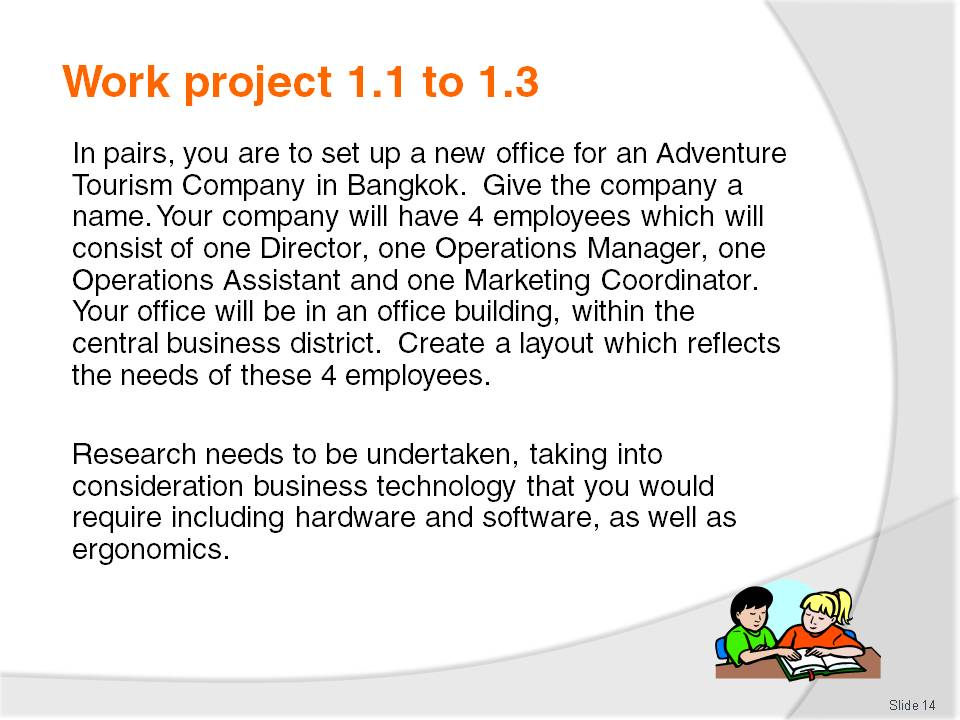 Work project 1.1 to 1.3
In pairs, you are to set up a new office for an Adventure
Tourism Company in Bangkok.  Give the company a
name. Your company will have 4 employees which will
consist of one Director, one Operations Manager, one
Operations Assistant and one Marketing Coordinator.
Your office will be in an office building, within the
central business district.  Create a layout which reflects
the needs of these 4 employees.
Research needs to be undertaken, taking into
consideration business technology that you would
require including hardware and software, as well as
ergonomics.
Slide 14